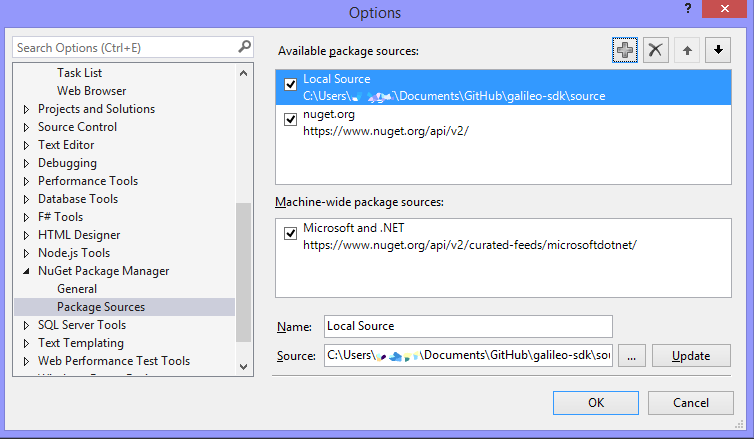 Options
?
Search Options (Ctrl+E)
Task List
Web Browser
Projects and Solutions
Source Control
Text Editor
Debugging
Performance Tools
Database Tools
F# Tools
HTML Designer
Node.js Tools
NuGet Package Manager
General
Package Sources
SQL Server Tools
Text Templating
Web Performance Test Tools
Available package sources:
Local Source
C:\Users\ \Documents\GitHub\galileo-sdk\source
nuget.org
https://www.nuget.org/api/v2/
Machine-wide package sources:
Microsoft and .NET
https://www.nuget.org/api/v2/curated-feeds/microsoftdotnet/
Name: Local Source
Source: C:\Users\ \Documents\GitHub\galileo-sdk\sou ... Update
OK Cancel